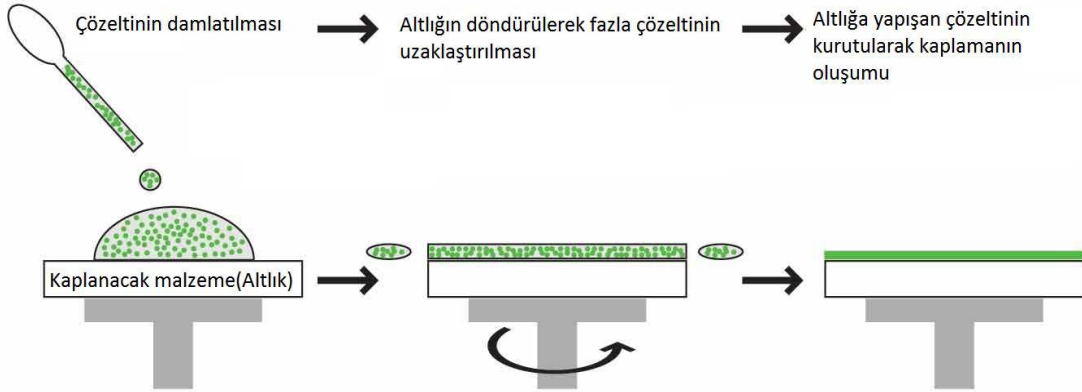 Çözeltinin damlatılması
Altlığın döndürülerek fazla çözeltinin
uzaklaştırılması
Altlığa yapışan çözeltinin
kurutularak kaplamanın
oluşumu
Kaplanacak malzeme(Altlık)